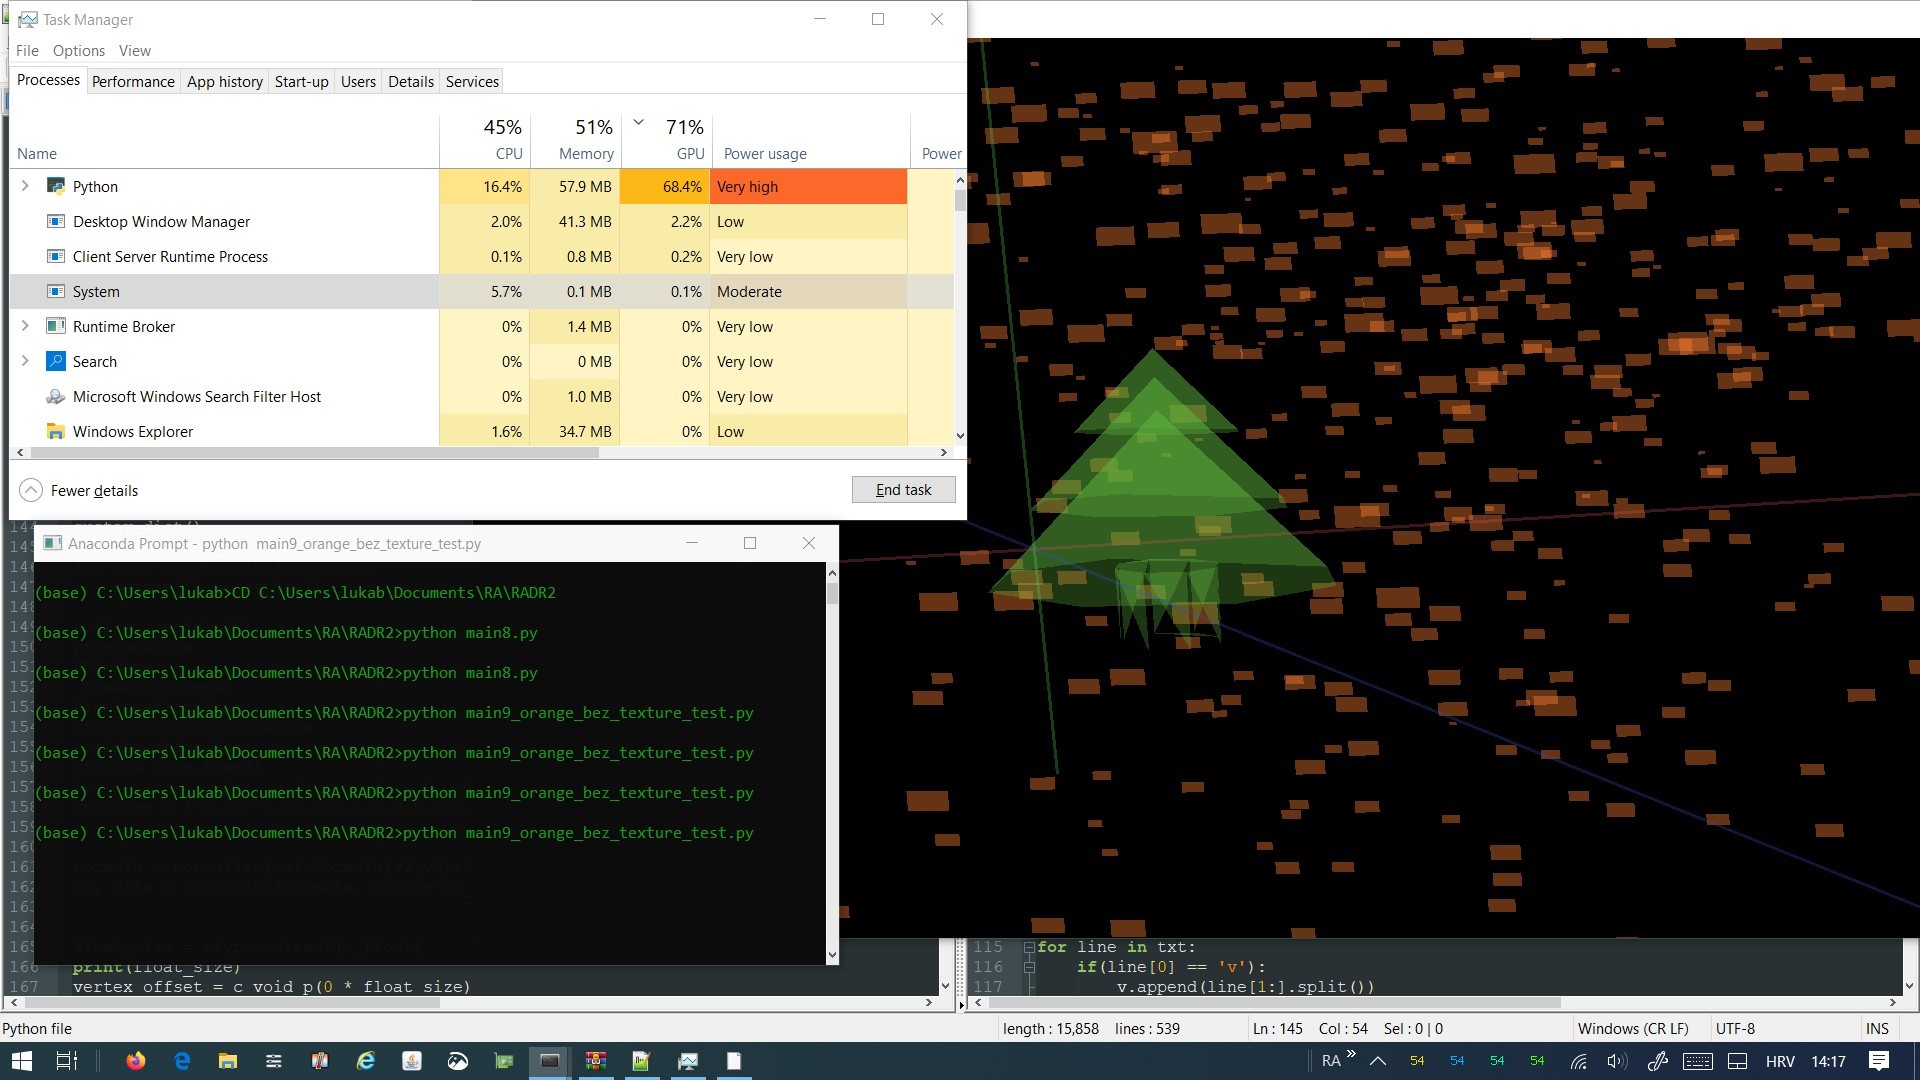 Task Manager
File Options View
Processes Performance App history Start-up Users Details Services
45% 51% 71%
Name CPU Memory GPU Power usage Power
Python 16.4% 57.9 MB 68.4% Very high
Desktop Window Manager 2.0% 41.3 MB 2.2% Low
Client Server Runtime Process 0.1% 0.8 MB 0.2% Very low
System 5.7% 0.1 MB 0.1% Moderate
Runtime Broker 0% 1.4 MB 0% Very low
Search 0% 0 MB 0% Very low
Microsoft Windows Search Filter Host 0% 1.0 MB 0% Very low
Windows Explorer 1.6% 34.7 MB 0% Low
Fewer details End task
Anaconda Prompt - python main9_orange_bez_texture_test.py
(base) C:\Users\lukab>CD C:\Users\lukab\Documents\RA\RADR2
(base) C:\Users\lukab\Documents\RA\RADR2>python main8.py
(base) C:\Users\lukab\Documents\RA\RADR2>python main8.py
(base) C:\Users\lukab\Documents\RA\RADR2>python main9_orange_bez_texture_test.py
(base) C:\Users\lukab\Documents\RA\RADR2>python main9_orange_bez_texture_test.py
(base) C:\Users\lukab\Documents\RA\RADR2>python main9_orange_bez_texture_test.py
(base) C:\Users\lukab\Documents\RA\RADR2>python main9_orange_bez_texture_test.py
161
162
163
164
165
166 print(float_size)
167 vertex_offset = c_void_p(0 * float_size)
115 for line in txt:
116 if(line[0] == 'v'):
117 v.append(line[1:].split())
Python file length : 15,858 lines : 539 Ln : 145 Col : 54 Sel : 0 | 0 Windows (CR LF) UTF-8 INS
RA 54 54 54 54 HRV 14:17